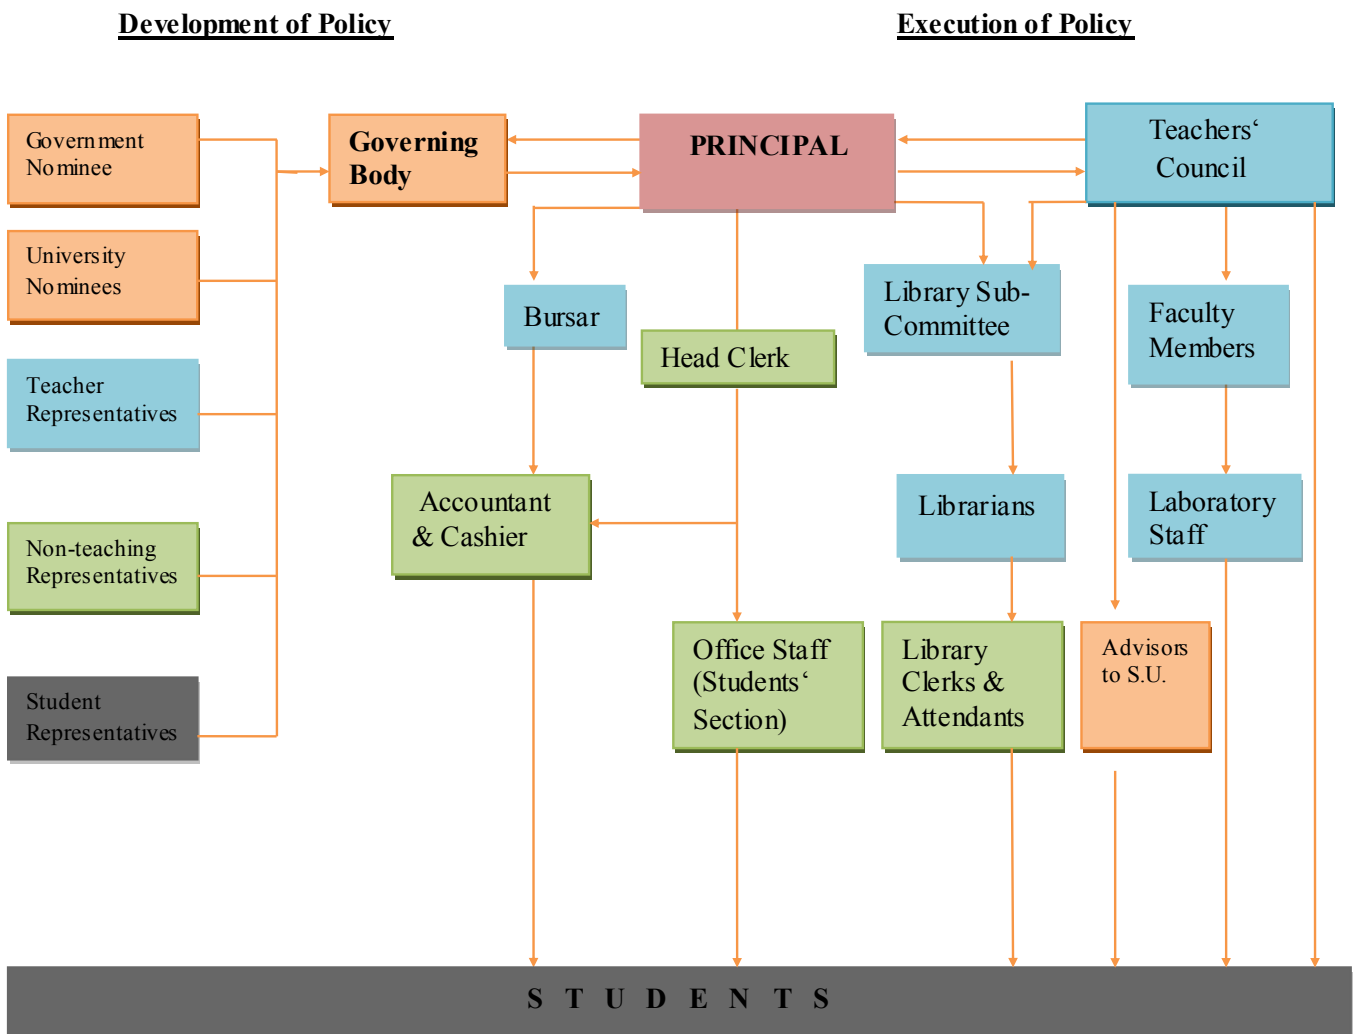 Development of Policy
Execution of Policy
Government
Nominee
Governing
Body
PRINCIPAL
Teachers‘
Council
University
Nominees
Bursar
Library Sub-
Committee
Faculty
Members
Head Clerk
Teacher
Representatives
Accountant
& Cashier
Librarians
Laboratory
Staff
Non-teaching
Representatives
Office Staff
(Students‘
Section)
Library
Clerks &
Attendants
Advisors
to S.U.
Student
Representatives
S T U D E N T S